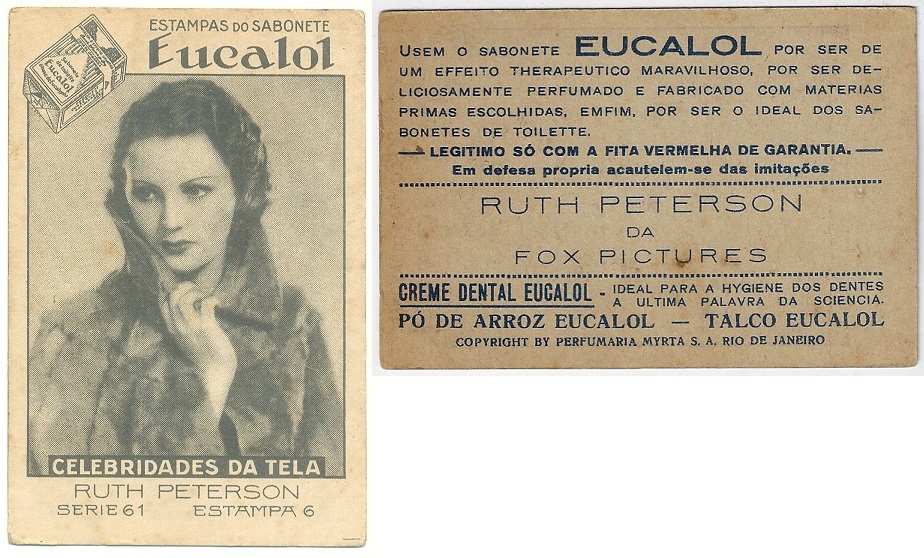 ESTAMPAS DO SABONETE
Eucalol
Sabonete
Eucalol
CELEBRIDADES DA TELA
RUTH PETERSON
SERIE 61 ESTAMPA 6
USEM O SABONETE EUCALOL POR SER DE
UM EFFEITO THERAPEUTICO MARAVILHOSO, POR SER DE-
LICIOSAMENTE PERFUMADO E FABRICADO COM MATERIAS
PRIMAS ESCOLHIDAS, EMFIM, POR SER O IDEAL DOS SA-
BONETES DE TOILETTE.
— LEGITIMO SÓ COM A FITA VERMELHA DE GARANTIA. —
Em defesa propria acautelem-se das imitações
RUTH PETERSON
DA
FOX PICTURES
CREME DENTAL EUCALOL - IDEAL PARA A HYGIENE DOS DENTES
A ULTIMA PALAVRA DA SCIENCIA.
PÓ DE ARROZ EUCALOL — TALCO EUCALOL
COPYRIGHT BY PERFUMARIA MYRTA S. A. RIO DE JANEIRO